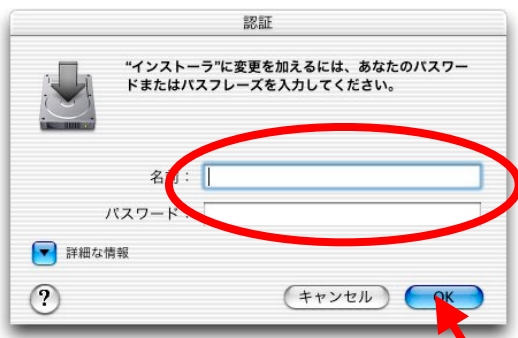 認証
“インストーラ”に変更を加えるには、あなたのパスワー
ドまたはパスフレーズを入力してください。
名前：
パスワード：
詳細な情報
?
キャンセル
OK